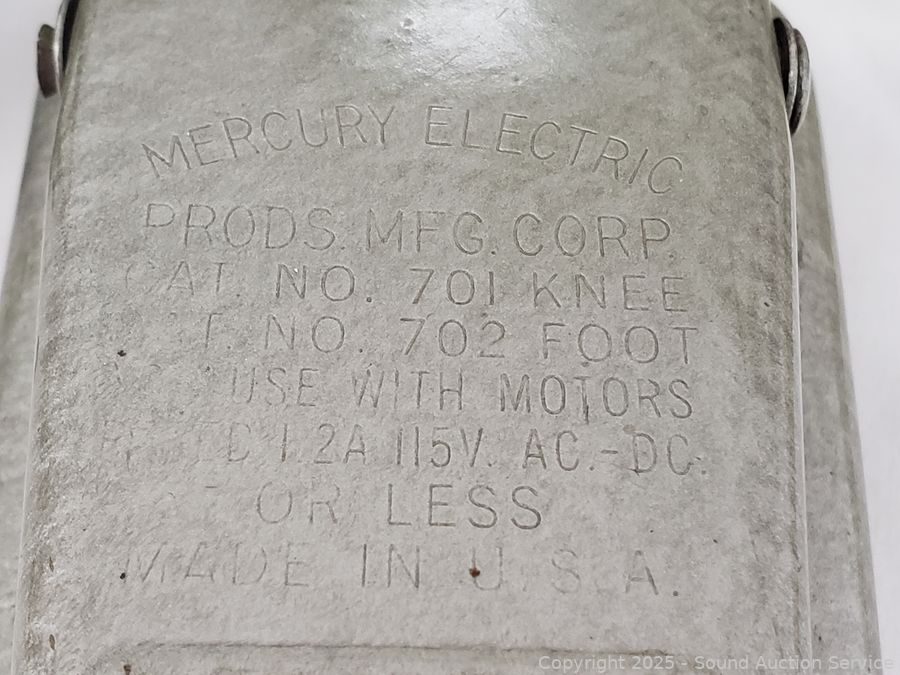 MERCURY ELECTRIC
PRODS. MFG. CORP.
CAT. NO. 701 KNEE
NO. 702 FOOT
USE WITH MOTORS
1.2A 115V. AC.-DC.
OR LESS
MADE IN U.S.A.
Copyright 2025 - Sound Auction Service